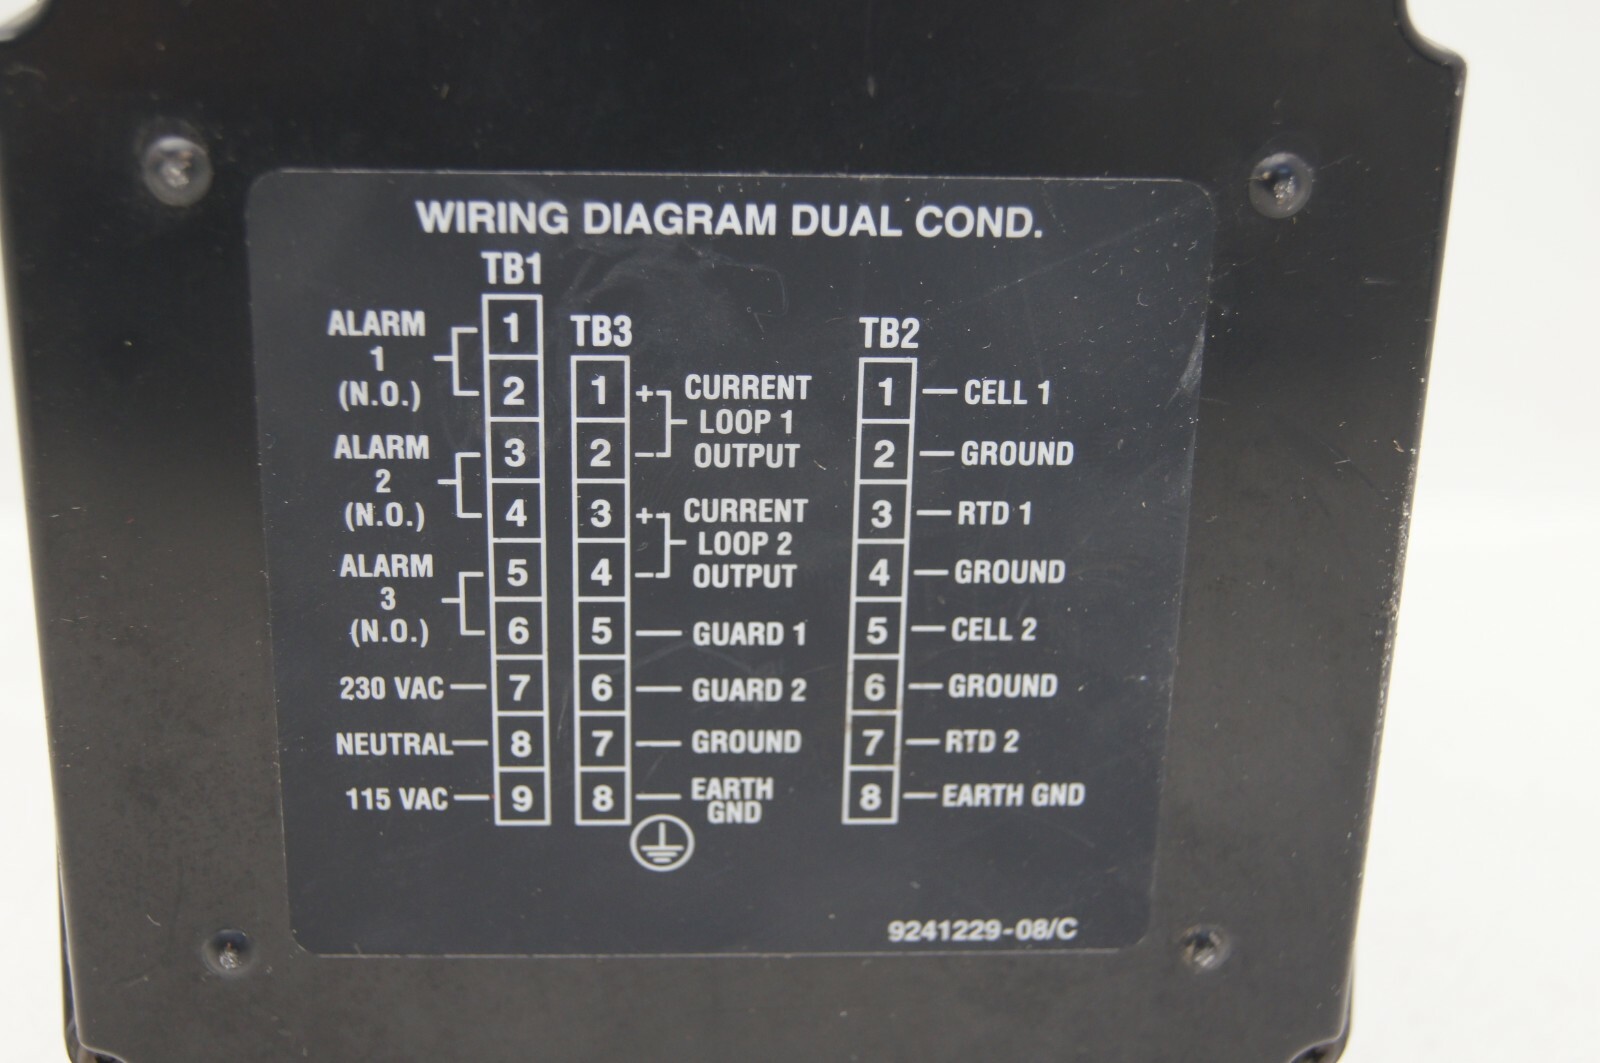 WIRING DIAGRAM DUAL COND.
TB1
ALARM
1
(N.O.)
ALARM
2
(N.O.)
ALARM
3
(N.O.)
230 VAC
NEUTRAL
115 VAC
1
2
3
4
5
6
7
8
9
TB3
1
2
3
4
5
6
7
8
+
CURRENT
LOOP 1
- OUTPUT
+
CURRENT
LOOP 2
- OUTPUT
GUARD 1
GUARD 2
GROUND
EARTH
GND
TB2
1 CELL 1
2 GROUND
3 RTD 1
4 GROUND
5 CELL 2
6 GROUND
7 RTD 2
8 EARTH GND
9241229-08/C